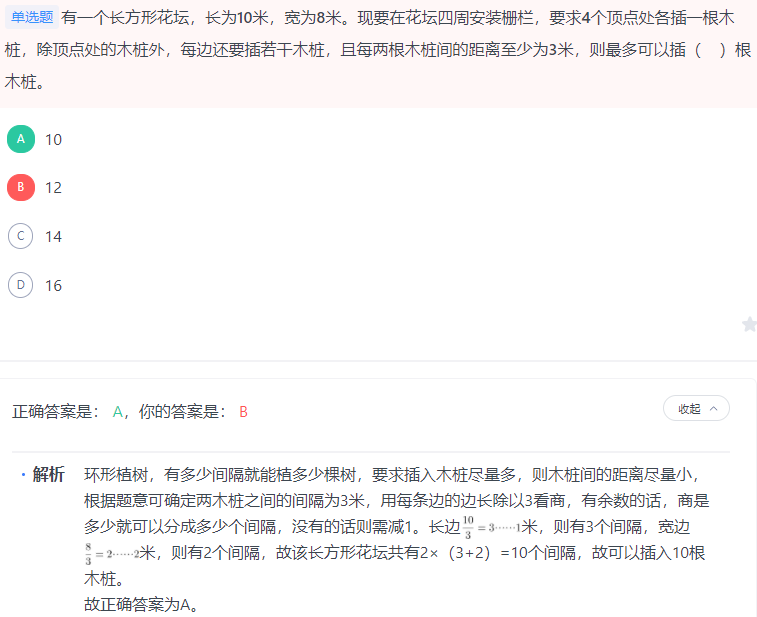 单选题 有一个长方形花坛，长为10米，宽为8米。现要在花坛四周安装栅栏，要求4个顶点处各插一根木
桩，除顶点处的木桩外，每边还要插若干木桩，且每两根木桩间的距离至少为3米，则最多可以插（ ）根
木桩。
A 10
B 12
C 14
D 16
正确答案是： A，你的答案是： B
收起
· 解析 环形植树，有多少间隔就能植多少棵树，要求插入木桩尽量多，则木桩间的距离尽量小，
根据题意可确定两木桩之间的间隔为3米，用每条边的边长除以3看商，有余数的话，商是
多少就可以分成多少个间隔，没有的话则需减1。长边10/3=3······1米，则有3个间隔，宽边
8/3=2······2米，则有2个间隔，故该长方形花坛共有2×（3+2）=10个间隔，故可以插入10根
木桩。
故正确答案为A。